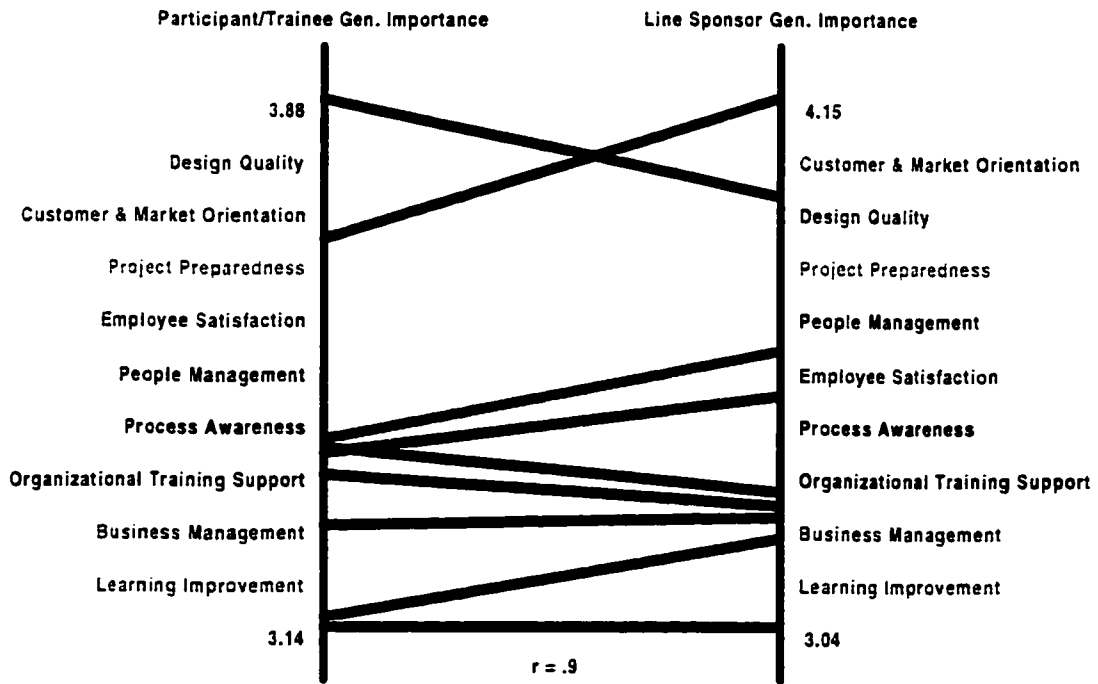 Participant/Trainee Gen. Importance
Line Sponsor Gen. Importance
3.88
4.15
Design Quality
Customer & Market Orientation
Customer & Market Orientation
Design Quality
Project Preparedness
Project Preparedness
Employee Satisfaction
People Management
People Management
Employee Satisfaction
Process Awareness
Process Awareness
Organizational Training Support
Organizational Training Support
Business Management
Business Management
Learning Improvement
Learning Improvement
3.14
3.04
r = .9